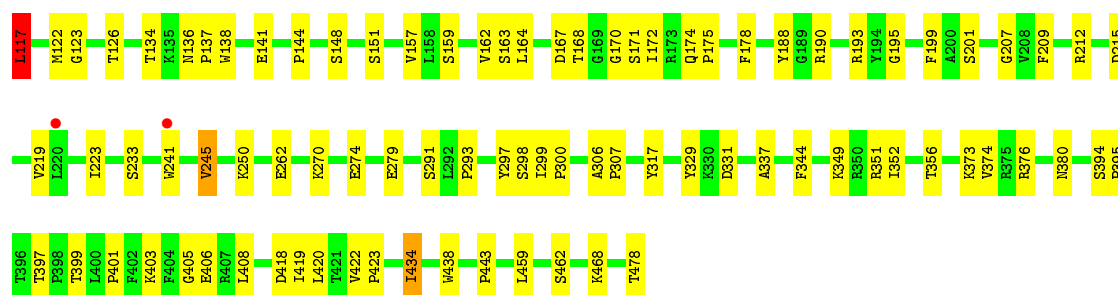 L117 M122 G123 T126 T134 K135 N136 P137 W138 E141 P144 S148 S151 V157 L158 S159 V162 S163 L164 D167 T168 G169 G170 S171 I172 R173 Q174 P175 F178 Y188 G189 R190 R193 Y194 G195 F199 A200 S201 G207 V208 F209 R212 D215
V219 L220 I223 S233 W241 V245 K250 E262 K270 E274 E279 S291 L292 P293 Y297 S298 I299 P300 A306 P307 Y317 Y329 K330 D331 A337 F344 K349 R350 R351 I352 T356 K373 V374 R375 R376 N380 S394 P395
T396 T397 P398 T399 L400 P401 F402 K403 F404 G405 E406 R407 L408 D418 I419 L420 T421 V422 P423 I434 W438 P443 L459 S462 K468 T478